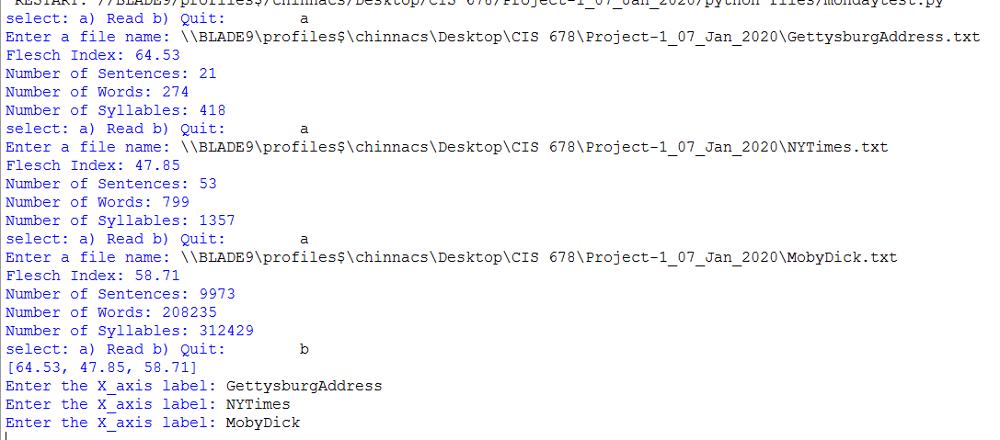 RESTART: //BLADE9/profiles$/chinnacs/Desktop/CIS 678/Project-1_07_Jan_2020/python files/mondaytest.py
select: a) Read b) Quit:        a
Enter a file name: \\BLADE9\profiles$\chinnacs\Desktop\CIS 678\Project-1_07_Jan_2020\GettysburgAddress.txt
Flesch Index: 64.53
Number of Sentences: 21
Number of Words: 274
Number of Syllables: 418
select: a) Read b) Quit:        a
Enter a file name: \\BLADE9\profiles$\chinnacs\Desktop\CIS 678\Project-1_07_Jan_2020\NYTimes.txt
Flesch Index: 47.85
Number of Sentences: 53
Number of Words: 799
Number of Syllables: 1357
select: a) Read b) Quit:        a
Enter a file name: \\BLADE9\profiles$\chinnacs\Desktop\CIS 678\Project-1_07_Jan_2020\MobyDick.txt
Flesch Index: 58.71
Number of Sentences: 9973
Number of Words: 208235
Number of Syllables: 312429
select: a) Read b) Quit:        b
[64.53, 47.85, 58.71]
Enter the X_axis label: GettysburgAddress
Enter the X_axis label: NYTimes
Enter the X_axis label: MobyDick